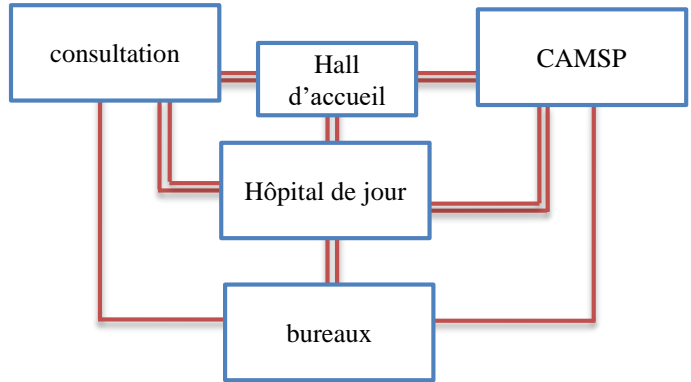 consultation
Hall
d’accueil
CAMSP
Hôpital de jour
bureaux